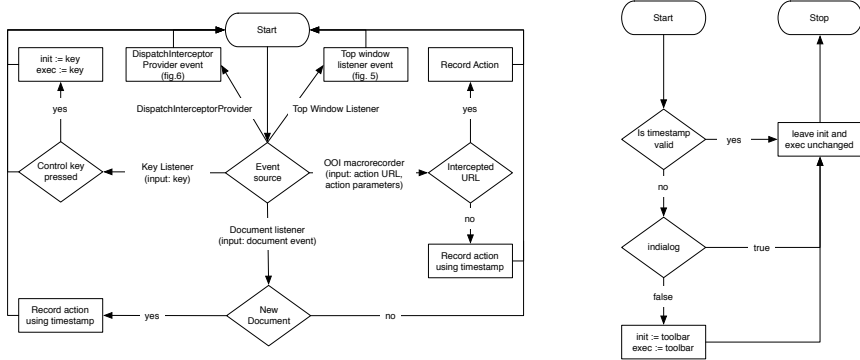 Start
init := key
exec := key
DispatchInterceptor
Provider event
(fig.6)
Top window
listener event
(fig. 5)
Record Action
yes
DispatchInterceptorProvider
Top Window Listener
yes
Control key
pressed
Key Listener
(input: key)
Event
source
OOI macrorecorder
(input: action URL,
action parameters)
Intercepted
URL
no
Document listener
(input: document event)
Record action
using timestamp
Record action
using timestamp
yes
New
Document
no
Start
Stop
Is timestamp
valid
yes
leave init and
exec unchanged
no
indialog
true
false
init := toolbar
exec := toolbar